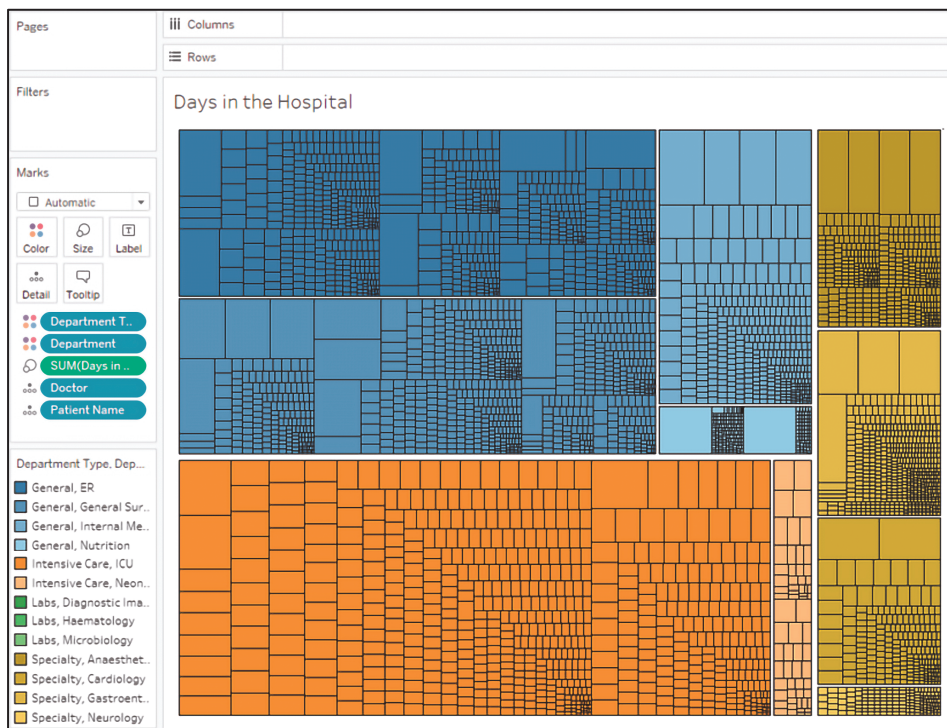 Pages
Columns
Rows
Filters
Days in the Hospital
Marks
Automatic
Color
Size
Label
Detail
Tooltip
Department T..
Department
SUM(Days in ..
Doctor
Patient Name
Department Type. Dep...
General, ER
General, General Sur..
General, Internal Me..
General, Nutrition
Intensive Care, ICU
Intensive Care, Neon..
Labs, Diagnostic Ima..
Labs, Haematology
Labs, Microbiology
Specialty, Anaesthet..
Specialty, Cardiology
Specialty, Gastroent..
Specialty, Neurology